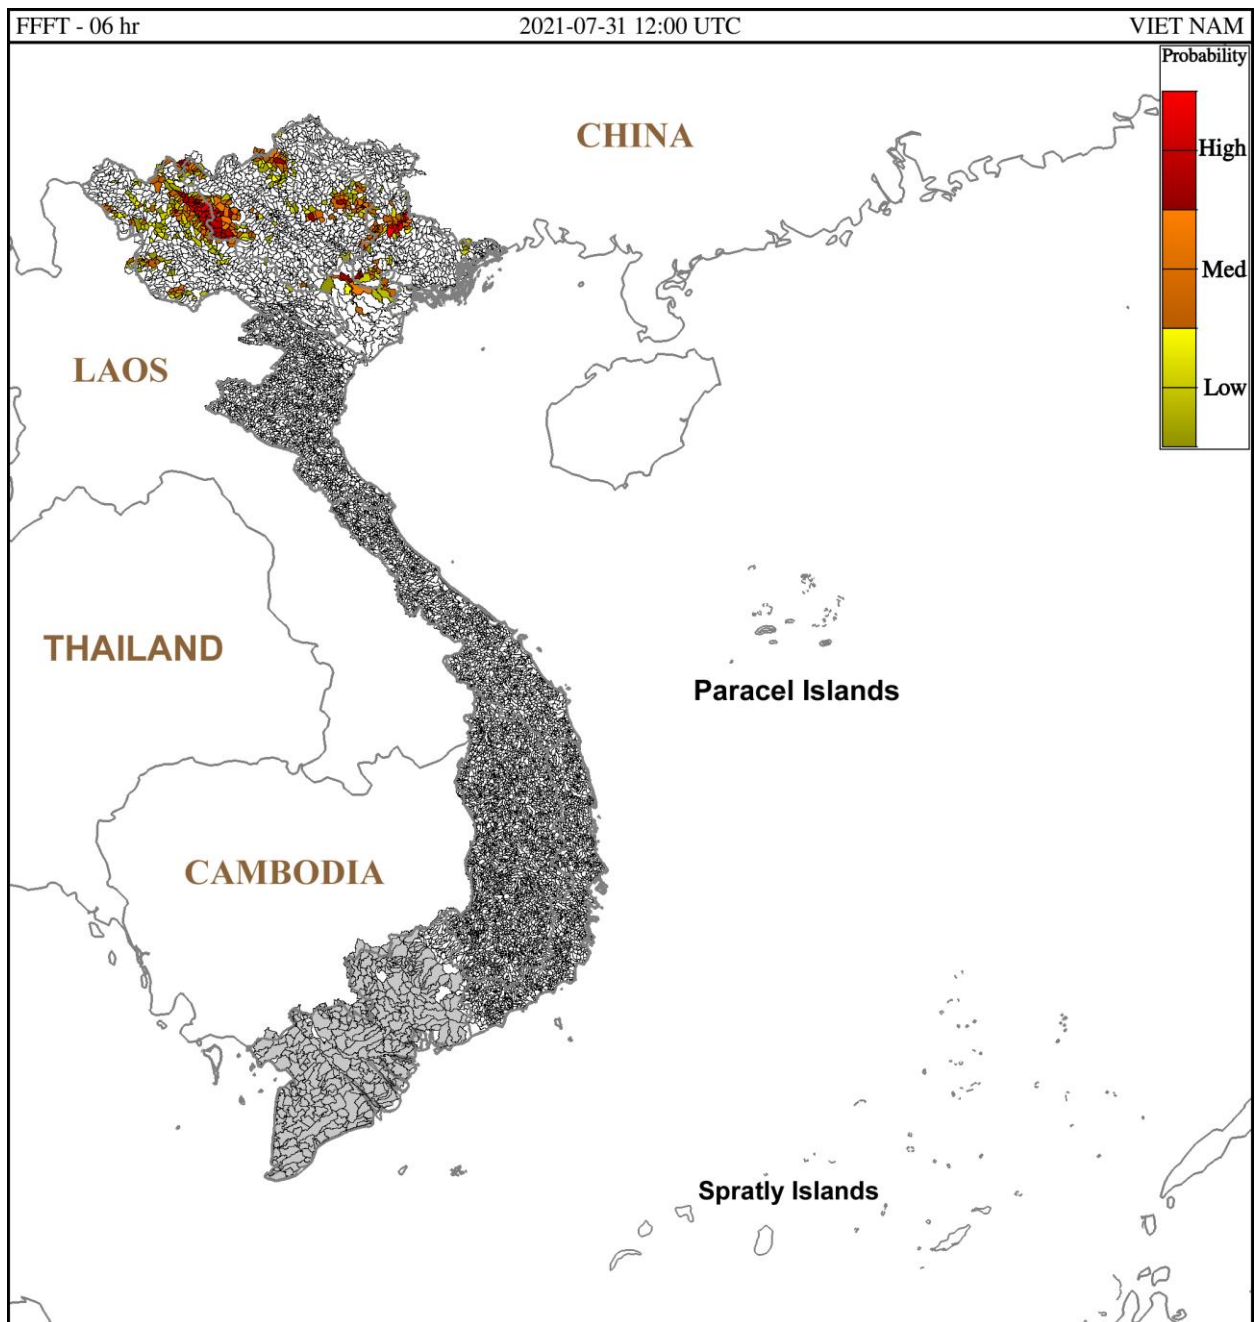 FFFT - 06 hr 2021-07-31 12:00 UTC VIET NAM
Probability
CHINA
High
Med
LAOS
Low
THAILAND
Paracel Islands
CAMBODIA
Spratly Islands